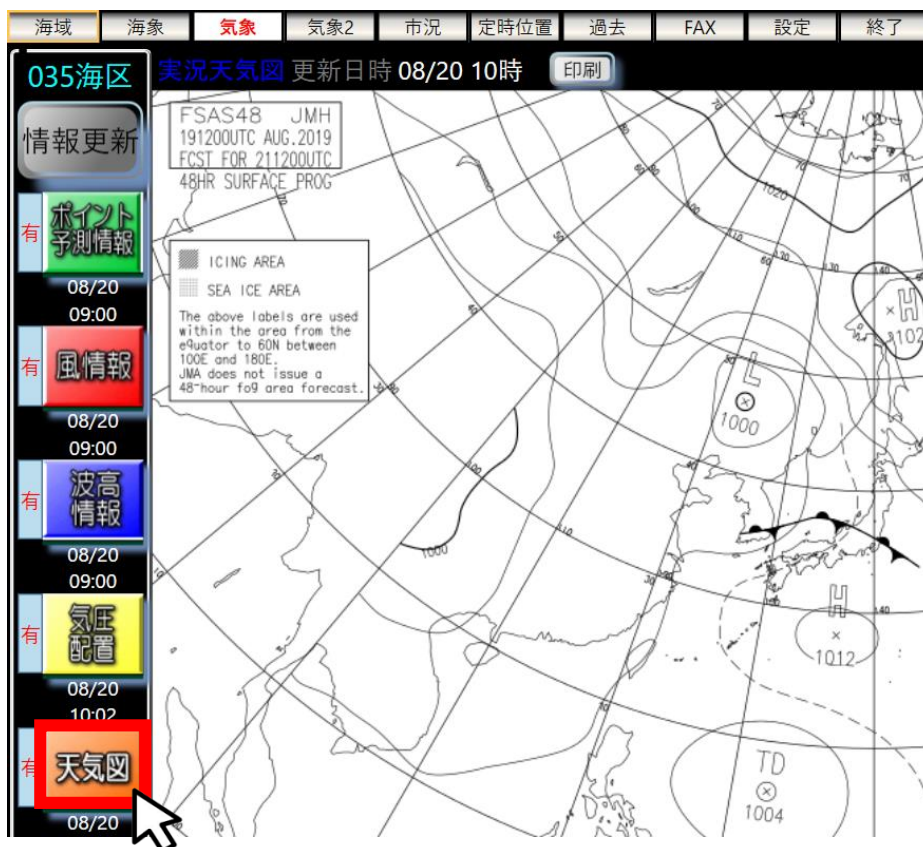 海域 海象 気象 気象2 市況 定時位置 過去 FAX 設定 終了
035海区
実況天気図 更新日時 08/20 10時 印刷
情報更新
有 ポイント
予測情報
08/20
09:00
有 風情報
08/20
09:00
有 波高
情報
08/20
09:00
有 気圧
配置
08/20
10:02
有 天気図
08/20
FSAS48 JMH
191200UTC AUG.2019
FCST FOR 211200UTC
48HR SURFACE PROG
ICING AREA
SEA ICE AREA
The above labels are used
within the area from the
equator to 60N between
100E and 180E.
JMA does not issue a
48-hour fog area forecast.
1020
H
102
L
1000
1000
H
1012
TD
1004